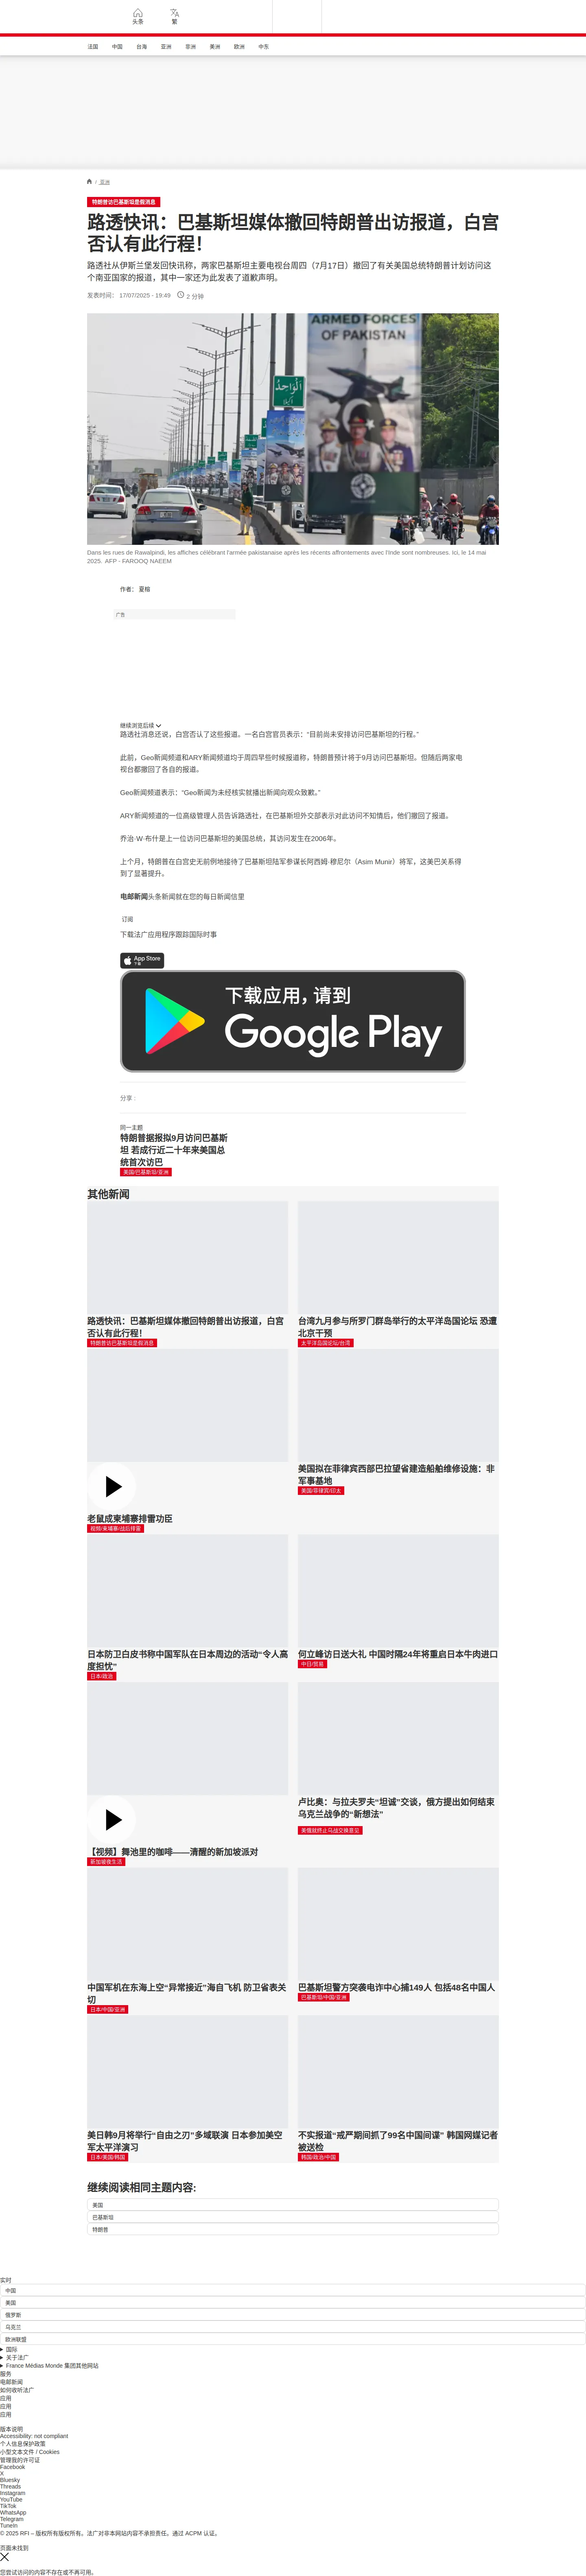 头条
繁
法国 中国 台海 亚洲 非洲 美洲 欧洲 中东
/ 亚洲
特朗普访巴基斯坦是假消息
路透快讯：巴基斯坦媒体撤回特朗普出访报道，白宫
否认有此行程！
路透社从伊斯兰堡发回快讯称，两家巴基斯坦主要电视台周四（7月17日）撤回了有关美国总统特朗普计划访问这
个南亚国家的报道，其中一家还为此发表了道歉声明。
发表时间： 17/07/2025 - 19:49 2 分钟
ARMED FORCES OF
PAKISTAN
Dans les rues de Rawalpindi, les affiches célébrant l'armée pakistanaise après les récents affrontements avec l'Inde sont nombreuses. Ici, le 14 mai
2025. AFP - FAROOQ NAEEM
作者： 夏榕
广告
继续浏览后续
路透社消息还说，白宫否认了这些报道。一名白宫官员表示：“目前尚未安排访问巴基斯坦的行程。”
此前，Geo新闻频道和ARY新闻频道均于周四早些时候报道称，特朗普预计将于9月访问巴基斯坦。但随后两家电
视台都撤回了各自的报道。
Geo新闻频道表示：“Geo新闻为未经核实就播出新闻向观众致歉。”
ARY新闻频道的一位高级管理人员告诉路透社，在巴基斯坦外交部表示对此访问不知情后，他们撤回了报道。
乔治·W·布什是上一位访问巴基斯坦的美国总统，其访问发生在2006年。
上个月，特朗普在白宫史无前例地接待了巴基斯坦陆军参谋长阿西姆·穆尼尔（Asim Munir）将军，这美巴关系得
到了显著提升。
电邮新闻头条新闻就在您的每日新闻信里
订阅
下载法广应用程序跟踪国际时事
App Store
下载
下载应用，请到
Google Play
分享 :
同一主题
特朗普据报拟9月访问巴基斯
坦 若成行近二十年来美国总
统首次访巴
美国/巴基斯坦/亚洲
其他新闻
路透快讯：巴基斯坦媒体撤回特朗普出访报道，白宫
否认有此行程！
特朗普访巴基斯坦是假消息
台湾九月参与所罗门群岛举行的太平洋岛国论坛 恐遭
北京干预
太平洋岛国论坛/台湾
老鼠成柬埔寨排雷功臣
视频/柬埔寨/战后排雷
美国拟在菲律宾西部巴拉望省建造船舶维修设施：非
军事基地
美国/菲律宾/印太
日本防卫白皮书称中国军队在日本周边的活动“令人高
度担忧”
日本/政治
何立峰访日送大礼 中国时隔24年将重启日本牛肉进口
中日/贸易
【视频】舞池里的咖啡——清醒的新加坡派对
新加坡夜生活
卢比奥：与拉夫罗夫“坦诚”交谈，俄方提出如何结束
乌克兰战争的“新想法”
美俄就终止乌战交换意见
中国军机在东海上空“异常接近”海自飞机 防卫省表关
切
日本/中国/亚洲
巴基斯坦警方突袭电诈中心捕149人 包括48名中国人
巴基斯坦/中国/亚洲
美日韩9月将举行“自由之刃”多域联演 日本参加美空
军太平洋演习
日本/美国/韩国
不实报道“戒严期间抓了99名中国间谍” 韩国网媒记者
被送检
韩国/政治/中国
继续阅读相同主题内容:
美国
巴基斯坦
特朗普
实时
中国
美国
俄罗斯
乌克兰
欧洲联盟
国际
关于法广
France Médias Monde 集团其他网站
服务
电邮新闻
如何收听法广
应用
应用
应用
版本说明
Accessibility: not compliant
个人信息保护政策
小型文本文件 / Cookies
管理我的许可证
Facebook
X
Bluesky
Threads
Instagram
YouTube
TikTok
WhatsApp
Telegram
TuneIn
© 2025 RFI – 版权所有版权所有。法广对非本网站内容不承担责任。通过 ACPM 认证。
页面未找到
您尝试访问的内容不存在或不再可用。